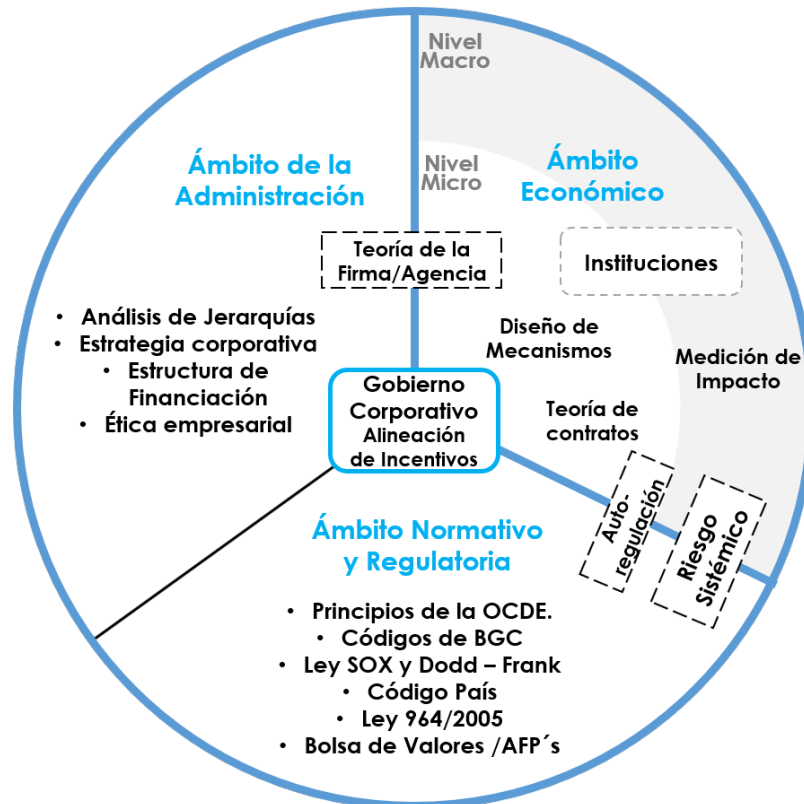 Nivel
Macro
Nivel
Micro
Ámbito de la
Administración
Ámbito
Económico
Teoría de la
Firma/Agencia
Instituciones
• Análisis de Jerarquías
• Estrategia corporativa
• Estructura de
Financiación
• Ética empresarial
Diseño de
Mecanismos
Medición de
Impacto
Teoría de
contratos
Gobierno
Corporativo
Alineación
de Incentivos
Auto-
regulación
Riesgo
Sistémico
Ámbito Normativo
y Regulatoria
• Principios de la OCDE.
• Códigos de BGC
• Ley SOX y Dodd – Frank
• Código País
• Ley 964/2005
• Bolsa de Valores /AFP´s